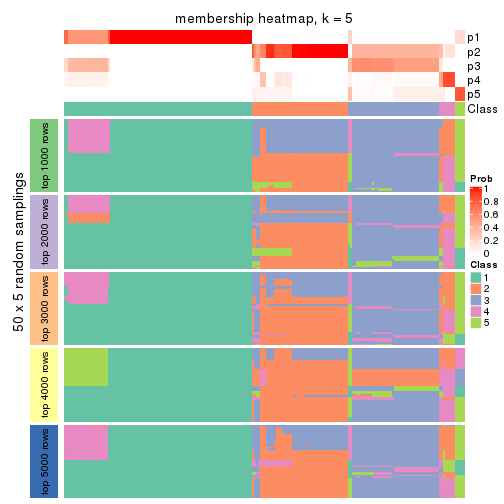 membership heatmap, k = 5
p1
p2
p3
p4
p5
Class
50 x 5 random samplings
top 1000 rows
top 2000 rows
top 3000 rows
top 4000 rows
top 5000 rows
Prob
1
0.8
0.6
0.4
0.2
0
Class
1
2
3
4
5